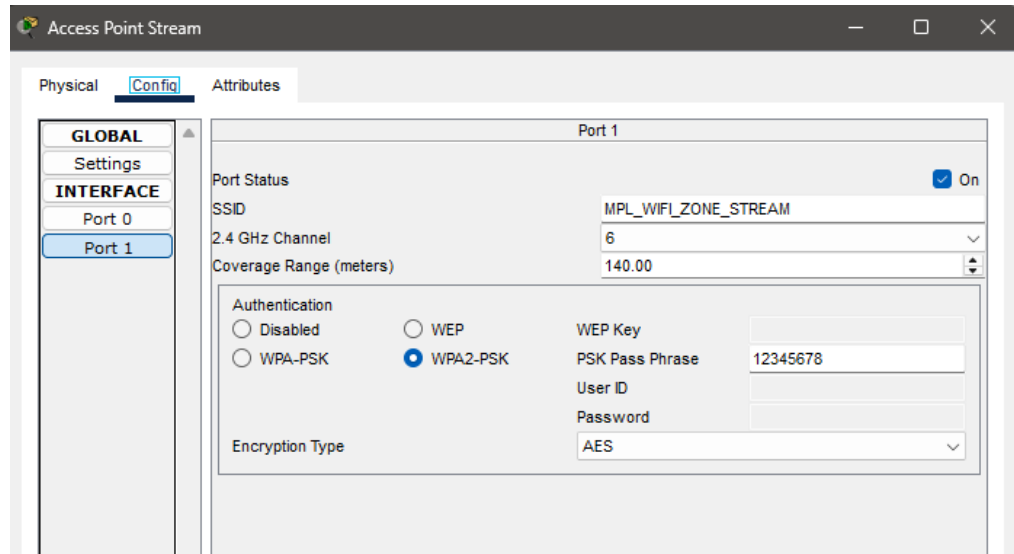 Access Point Stream
Physical Config Attributes
GLOBAL
Settings
INTERFACE
Port 0
Port 1
Port 1
Port Status On
SSID MPL_WIFI_ZONE_STREAM
2.4 GHz Channel 6
Coverage Range (meters) 140.00
Authentication
Disabled WEP WEP Key
WPA-PSK WPA2-PSK PSK Pass Phrase 12345678
User ID
Password
Encryption Type AES